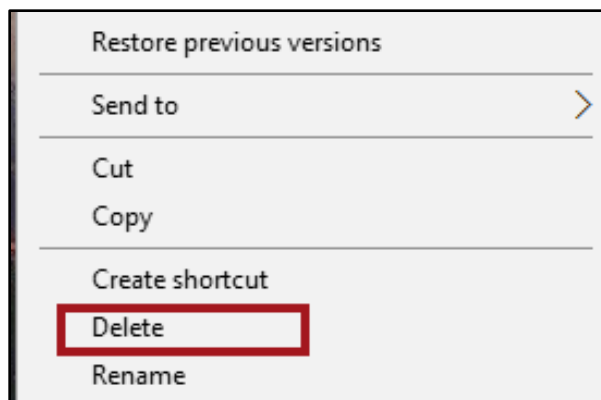 Restore previous versions
Send to
Cut
Copy
Create shortcut
Delete
Rename